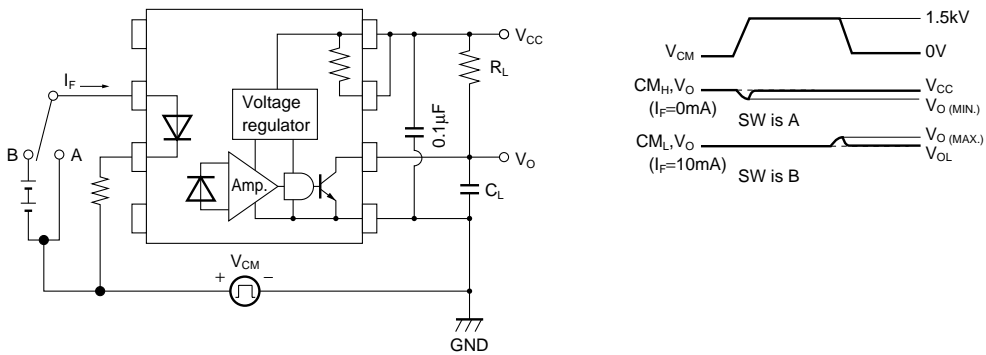 I_F
B
A
Voltage
regulator
Amp.
0.1μF
V_CC
R_L
V_O
C_L
V_CM
+
−
GND
1.5kV
V_CM
0V
CM_H,V_O
(I_F=0mA)
SW is A
V_CC
V_O (MIN.)
CM_L,V_O
(I_F=10mA)
SW is B
V_O (MAX.)
V_OL